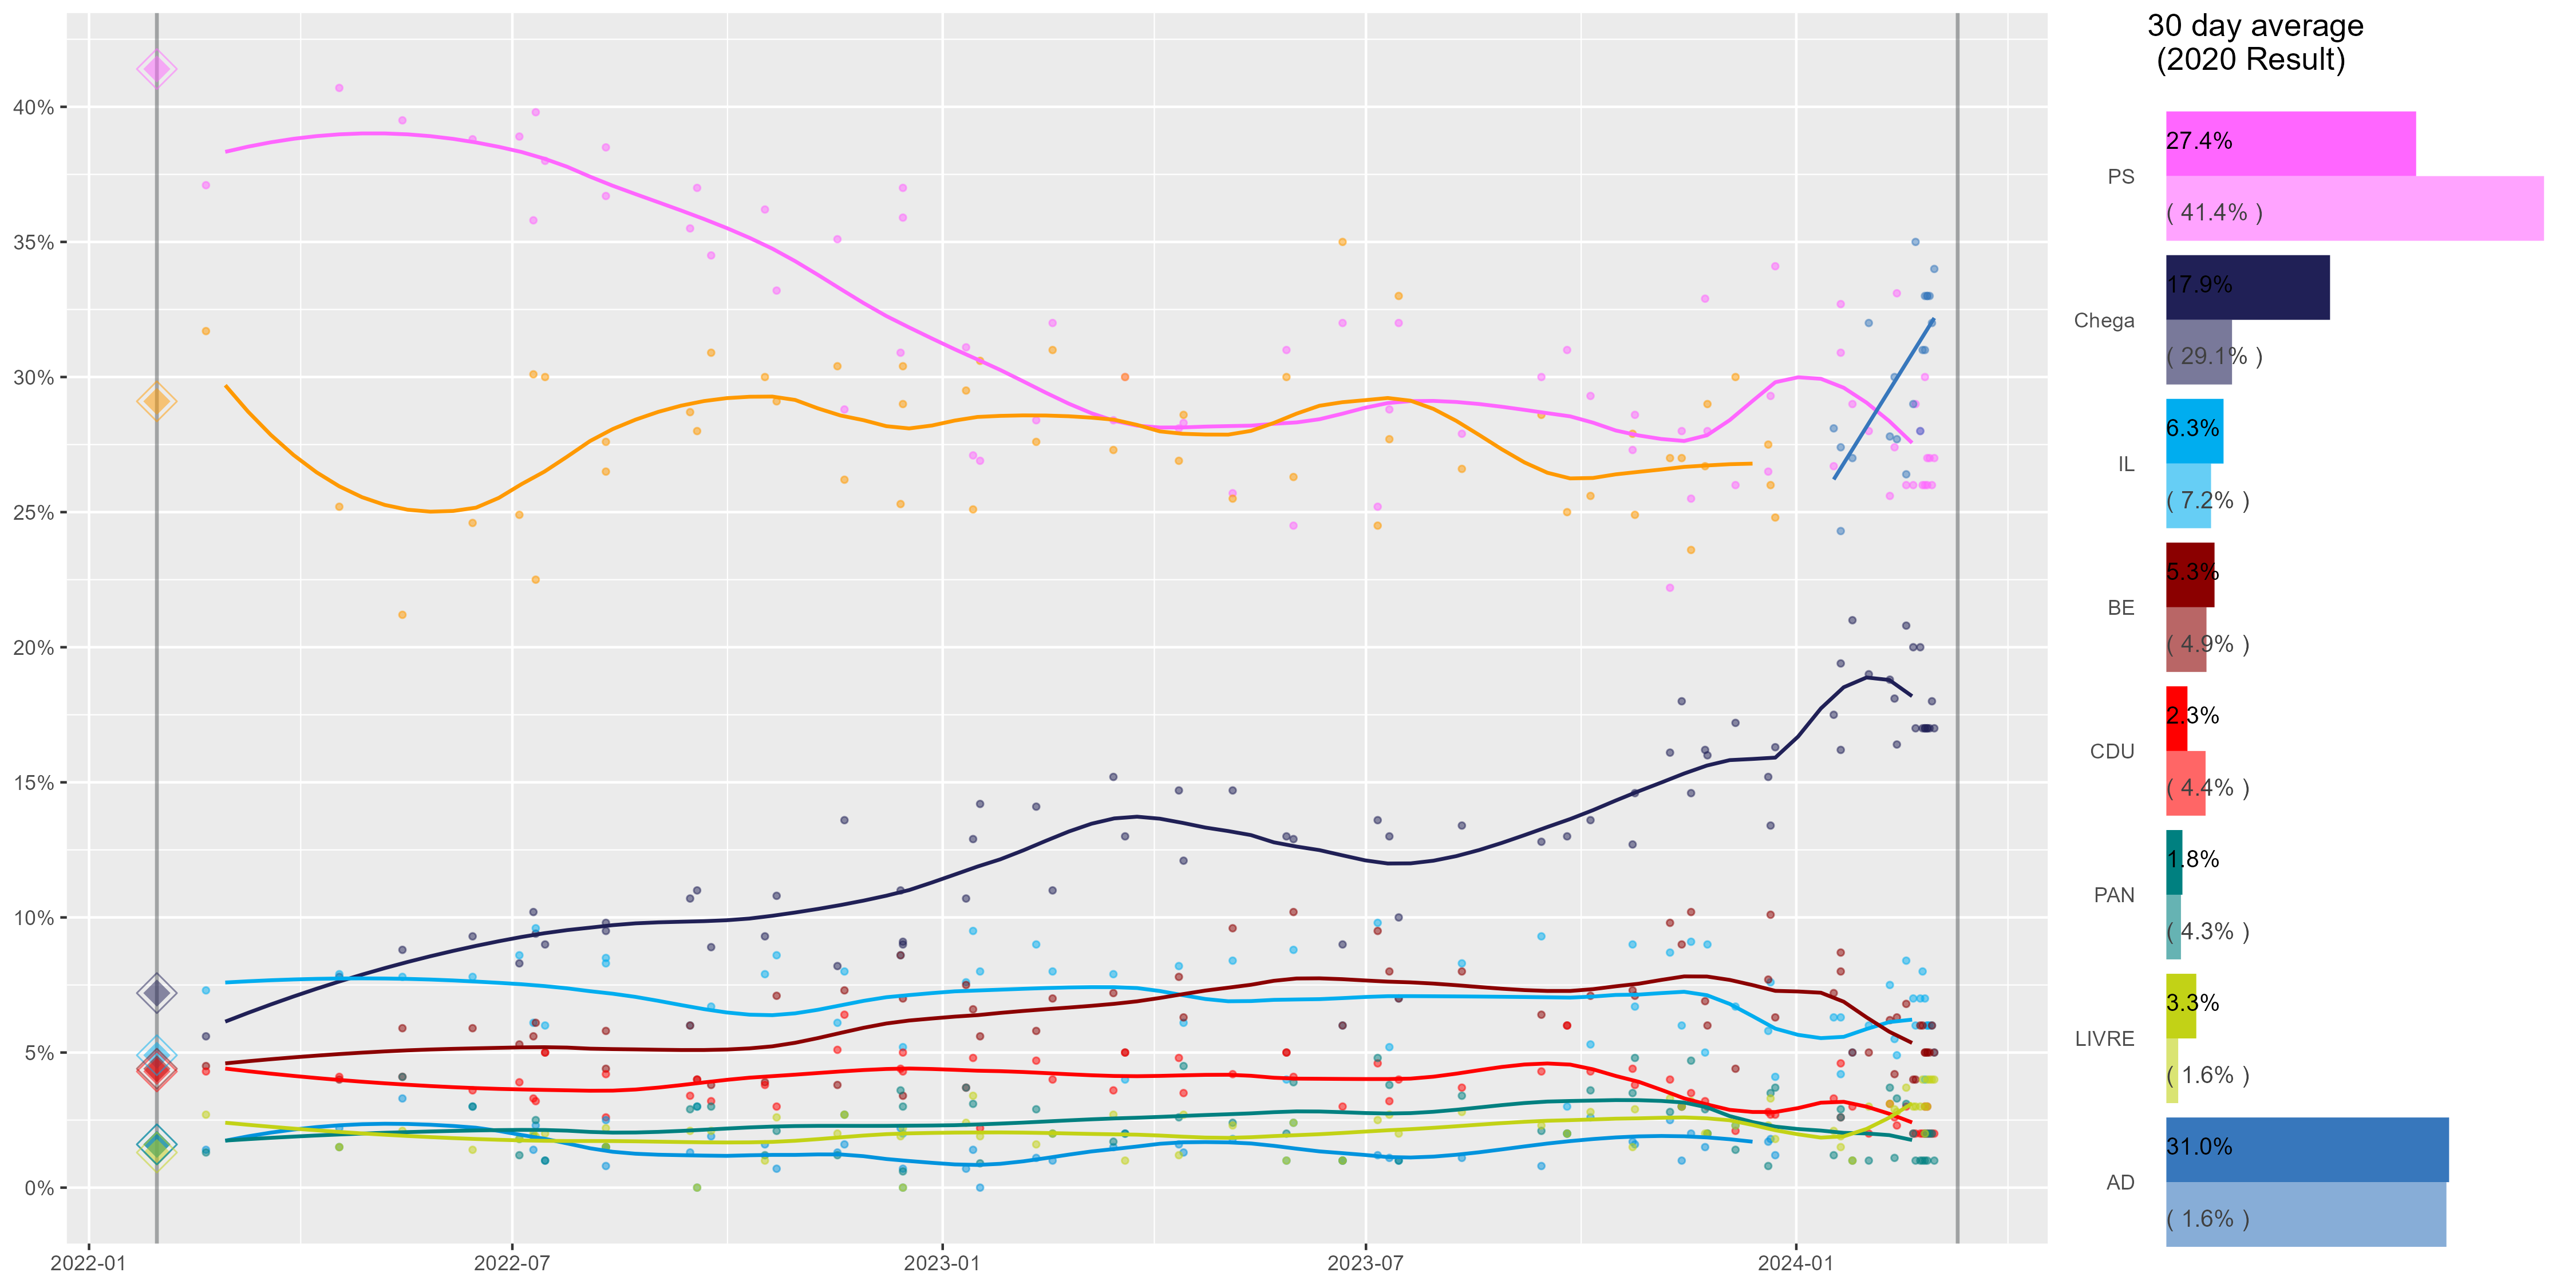 30 day average
(2020 Result)
40%
35%
30%
25%
20%
15%
10%
5%
0%
2022-01
2022-07
2023-01
2023-07
2024-01
PS
27.4%
( 41.4% )
Chega
17.9%
( 29.1% )
IL
6.3%
( 7.2% )
BE
5.3%
( 4.9% )
CDU
2.3%
( 4.4% )
PAN
1.8%
( 4.3% )
LIVRE
3.3%
( 1.6% )
AD
31.0%
( 1.6% )